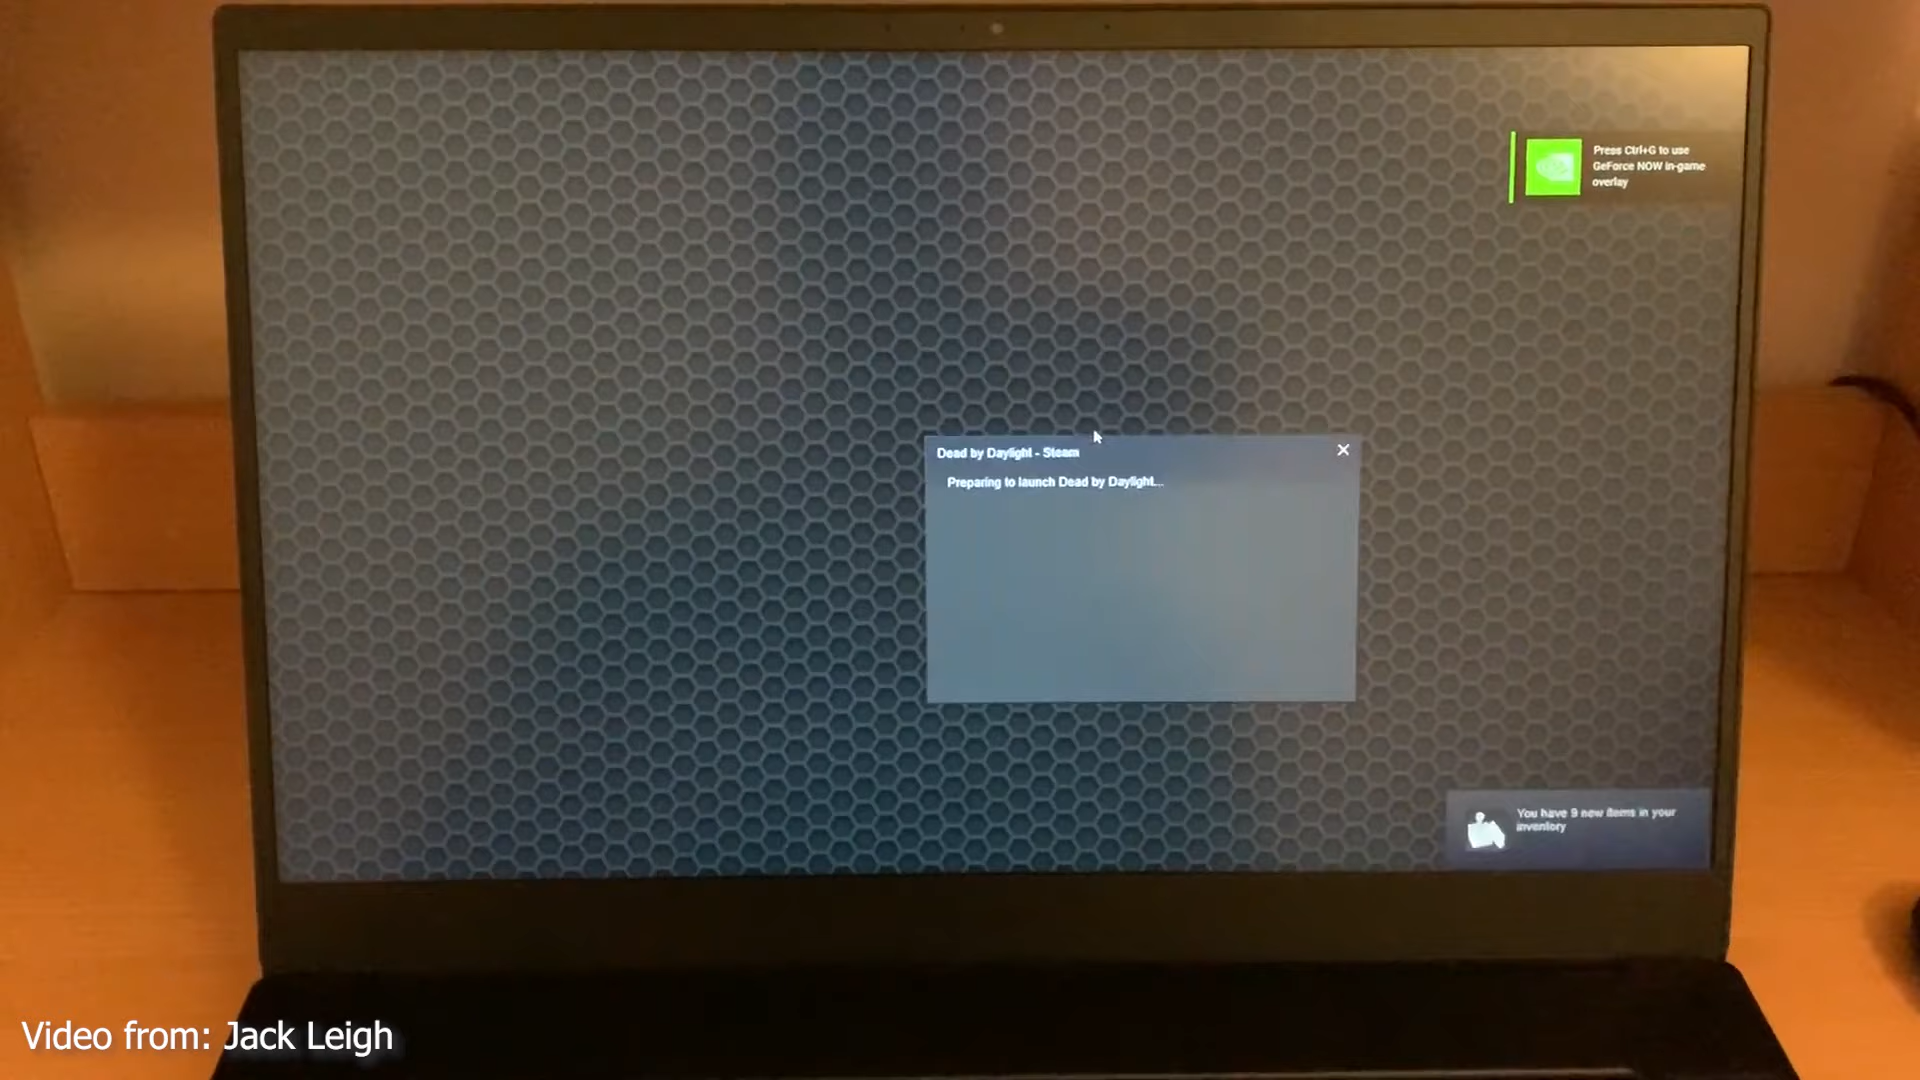 Press Ctrl+G to use
GeForce NOW in-game
overlay
Dead by Daylight - Steam
Preparing to launch Dead by Daylight...
You have 9 new items in your
inventory
Video from: Jack Leigh